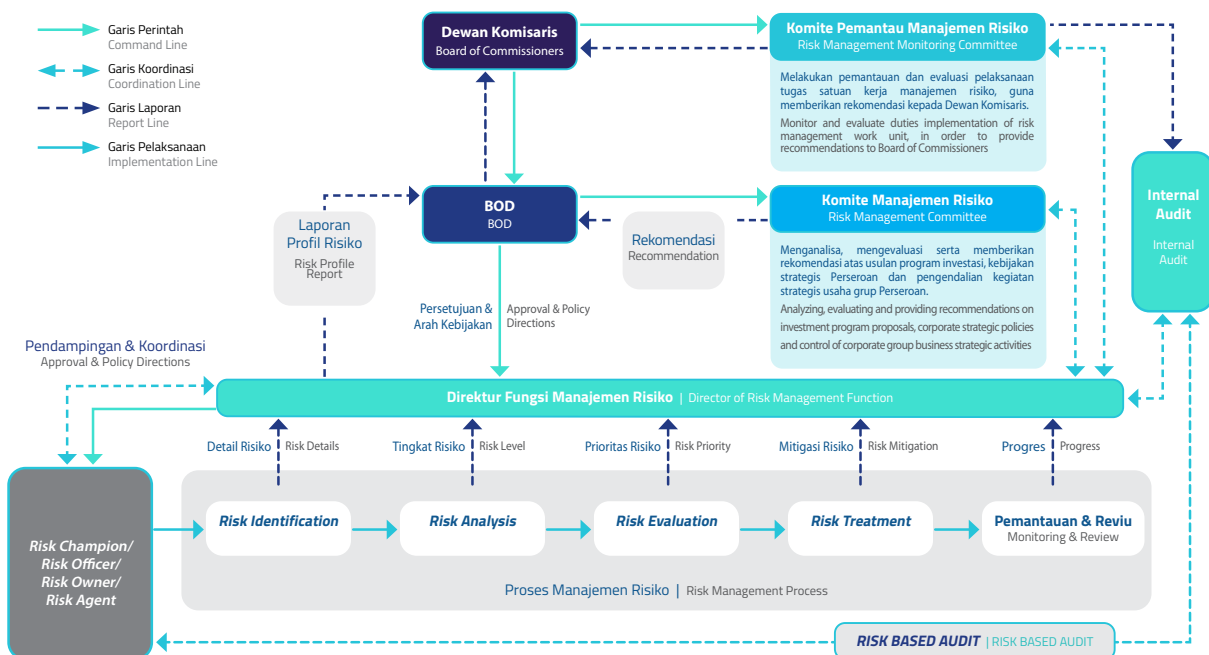 Garis Perintah
Command Line
Garis Koordinasi
Coordination Line
Garis Laporan
Report Line
Garis Pelaksanaan
Implementation Line
Dewan Komisaris
Board of Commissioners
Komite Pemantau Manajemen Risiko
Risk Management Monitoring Committee
Melakukan pemantauan dan evaluasi pelaksanaan
tugas satuan kerja manajemen risiko, guna
memberikan rekomendasi kepada Dewan Komisaris.
Monitor and evaluate duties implementation of risk
management work unit, in order to provide
recommendations to Board of Commissioners
Internal
Audit
Internal
Audit
BOD
BOD
Komite Manajemen Risiko
Risk Management Committee
Menganalisa, mengevaluasi serta memberikan
rekomendasi atas usulan program investasi, kebijakan
strategis Perseroan dan pengendalian kegiatan
strategis usaha grup Perseroan.
Analyzing, evaluating and providing recommendations on
investment program proposals, corporate strategic policies
and control of corporate group business strategic activities
Laporan
Profil Risiko
Risk Profile
Report
Rekomendasi
Recommendation
Persetujuan &
Arah Kebijakan
Approval & Policy
Directions
Pendampingan & Koordinasi
Approval & Policy Directions
Direktur Fungsi Manajemen Risiko | Director of Risk Management Function
Detail Risiko | Risk Details
Tingkat Risiko | Risk Level
Prioritas Risiko | Risk Priority
Mitigasi Risiko | Risk Mitigation
Progres | Progress
Risk Champion/
Risk Officer/
Risk Owner/
Risk Agent
Risk Identification
Risk Analysis
Risk Evaluation
Risk Treatment
Pemantauan & Reviu
Monitoring & Review
Proses Manajemen Risiko | Risk Management Process
RISK BASED AUDIT | RISK BASED AUDIT